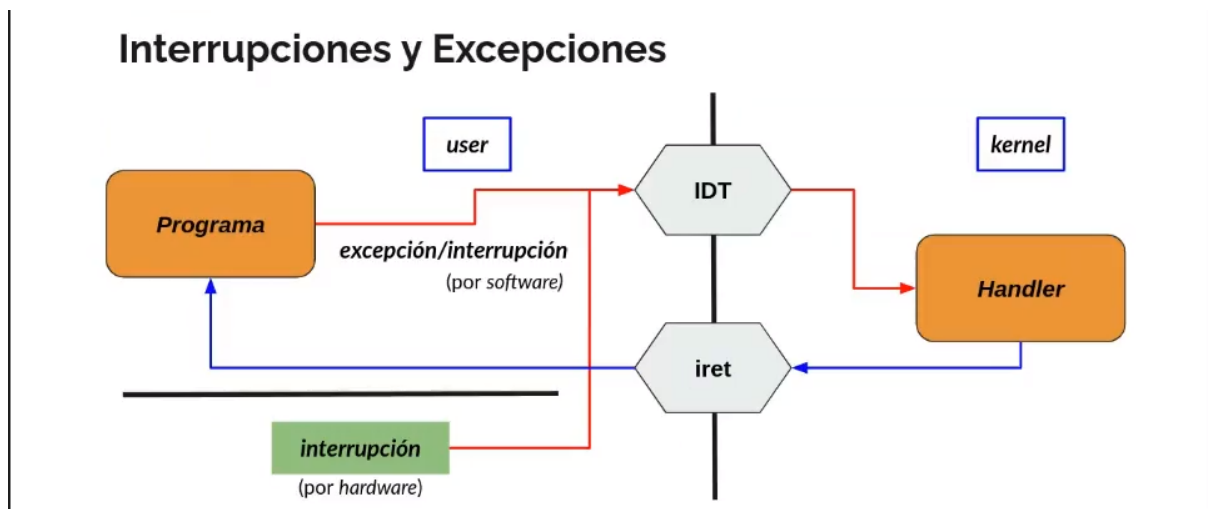 Interrupciones y Excepciones
user
kernel
IDT
Programa
excepción/interrupción
(por software)
Handler
iret
interrupción
(por hardware)